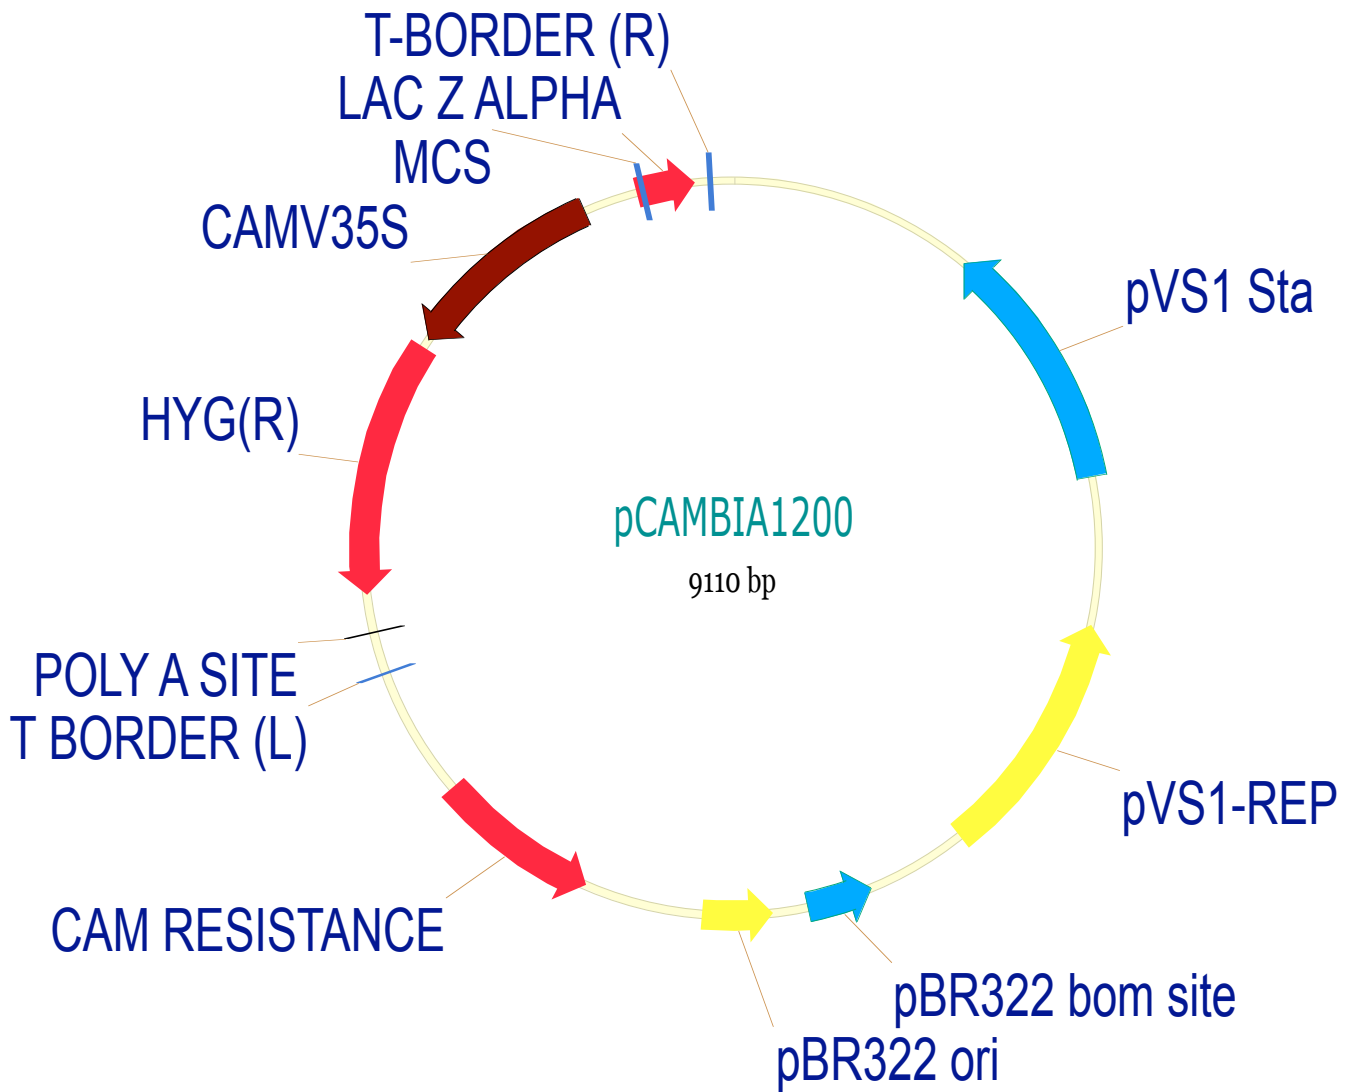 T-BORDER (R)
LAC Z ALPHA
MCS
CAMV35S
pVS1 Sta
HYG(R)
pCAMBIA1200
9110 bp
POLY A SITE
T BORDER (L)
pVS1-REP
CAM RESISTANCE
pBR322 bom site
pBR322 ori